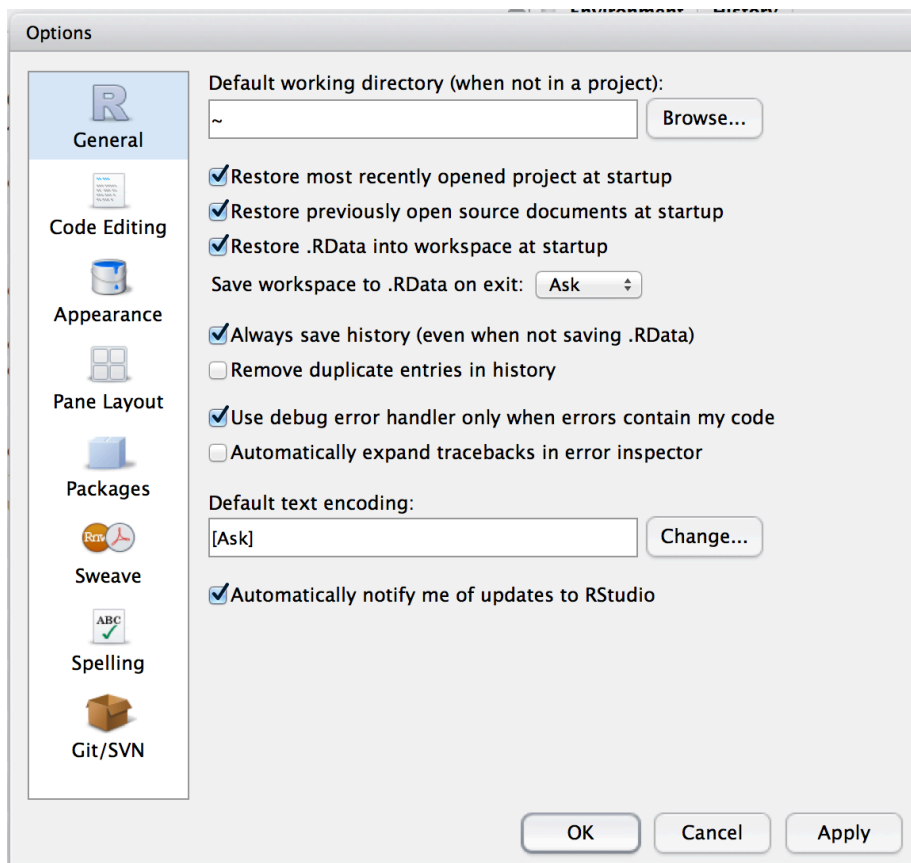 Environment History
Options
R
General
Code Editing
Appearance
Pane Layout
Packages
Rnw
Sweave
ABC
Spelling
Git/SVN
Default working directory (when not in a project):
~
Browse...
Restore most recently opened project at startup
Restore previously open source documents at startup
Restore .RData into workspace at startup
Save workspace to .RData on exit: Ask
Always save history (even when not saving .RData)
Remove duplicate entries in history
Use debug error handler only when errors contain my code
Automatically expand tracebacks in error inspector
Default text encoding:
[Ask]
Change...
Automatically notify me of updates to RStudio
OK Cancel Apply